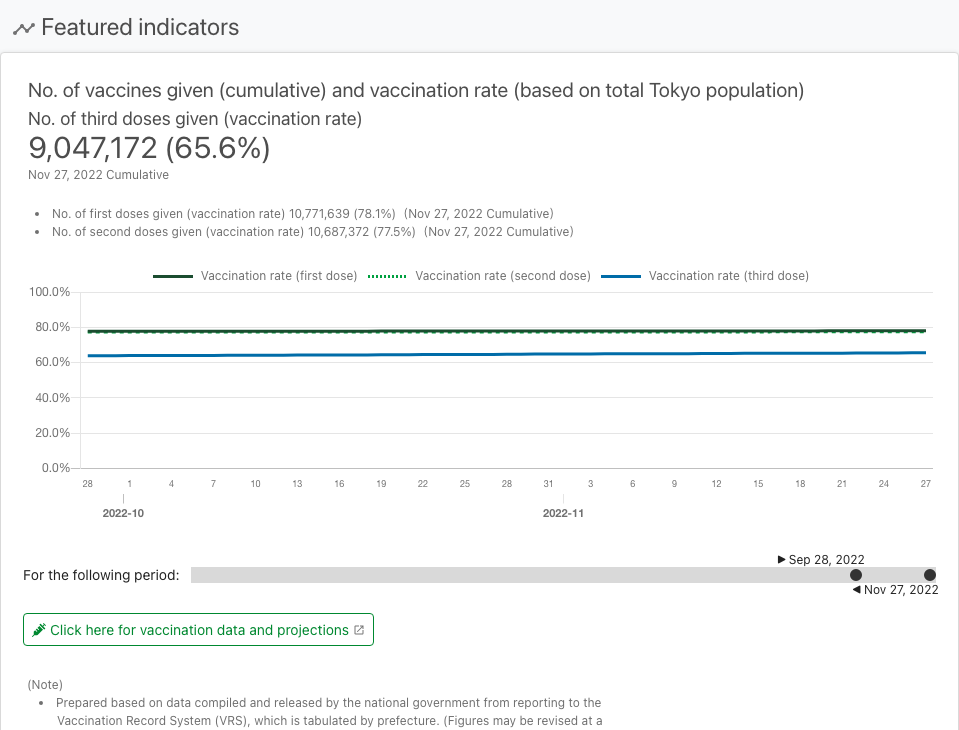 Featured indicators
No. of vaccines given (cumulative) and vaccination rate (based on total Tokyo population)
No. of third doses given (vaccination rate)
9,047,172 (65.6%)
Nov 27, 2022 Cumulative
No. of first doses given (vaccination rate) 10,771,639 (78.1%) (Nov 27, 2022 Cumulative)
No. of second doses given (vaccination rate) 10,687,372 (77.5%) (Nov 27, 2022 Cumulative)
Vaccination rate (first dose) Vaccination rate (second dose) Vaccination rate (third dose)
100.0%
80.0%
60.0%
40.0%
20.0%
0.0%
28 1 4 7 10 13 16 19 22 25 28 31 3 6 9 12 15 18 21 24 27
2022-10 2022-11
▶Sep 28, 2022
For the following period:
◀Nov 27, 2022
Click here for vaccination data and projections
(Note)
Prepared based on data compiled and released by the national government from reporting to the
Vaccination Record System (VRS), which is tabulated by prefecture. (Figures may be revised at a